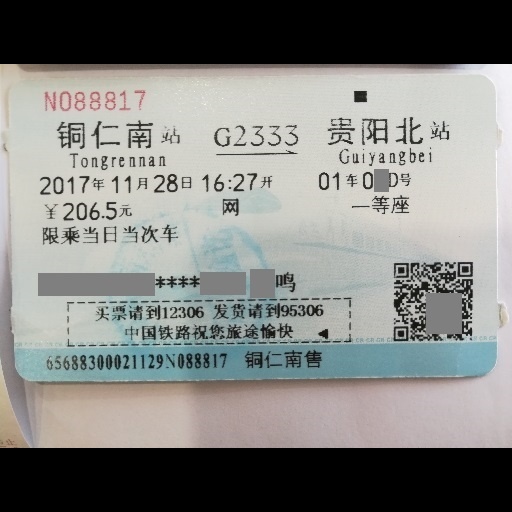 N088817
铜仁南站 G2333 贵阳北站
Tongrennan Guiyangbei
2017年11月28日 16:27开 01车0 D号
￥206.5元 网 一等座
限乘当日当次车
**** 鸣
买票请到12306 发货请到95306
中国铁路祝您旅途愉快
65688300021129N088817 铜仁南售